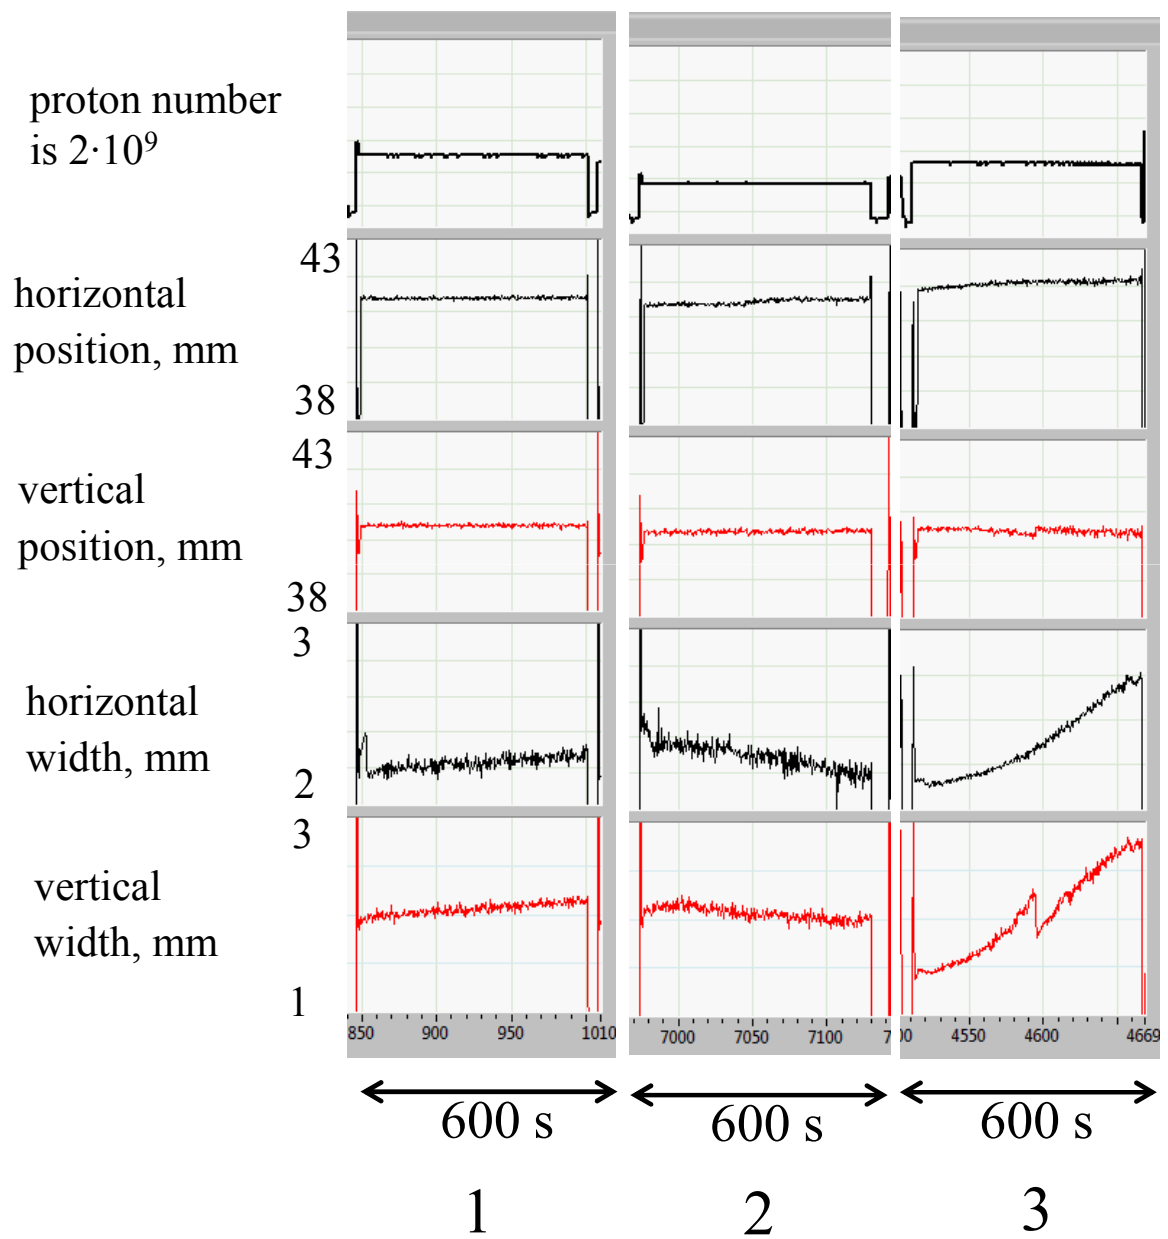 proton number
is 2·10⁹
43
horizontal
position, mm
38
43
vertical
position, mm
38
3
horizontal
width, mm
2
3
vertical
width, mm
1
850 900 950 1010
7000 7050 7100 7
00 4550 4600 4669
600 s 600 s 600 s
1 2 3